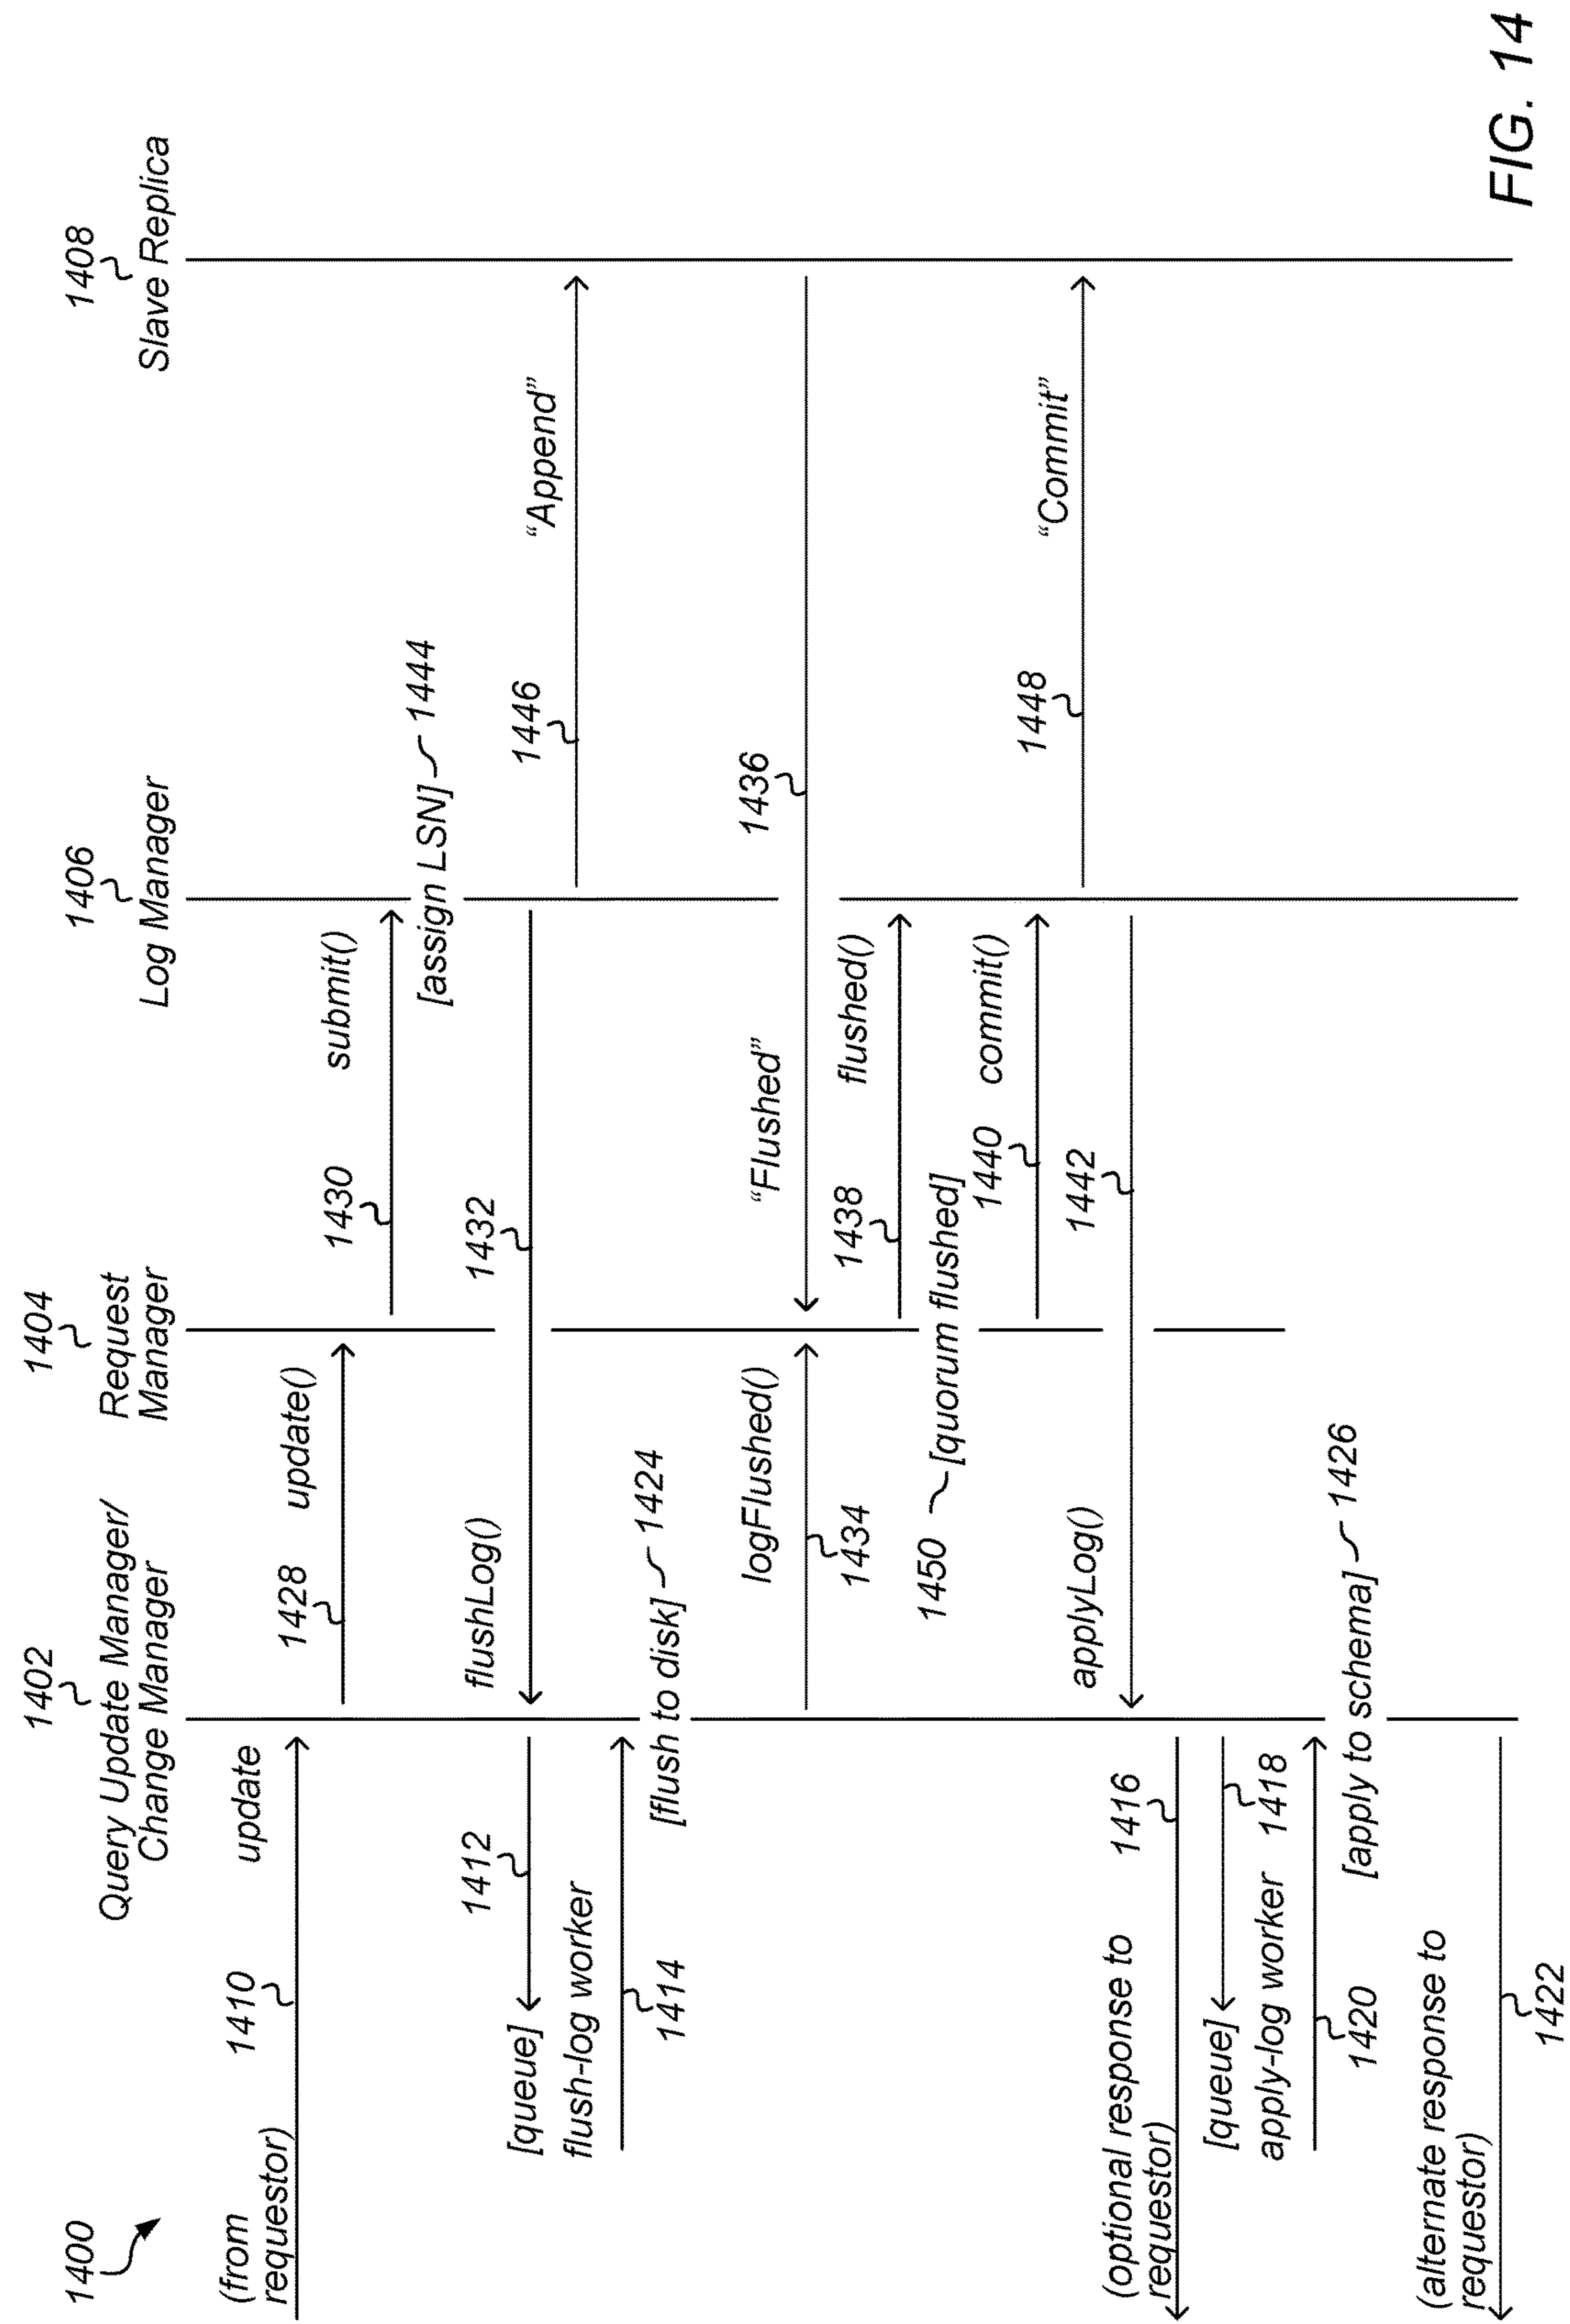 1400
1402
Query Update Manager/
Change Manager
1404
Request
Manager
1406
Log Manager
1408
Slave Replica
(from
requestor)
1410
update
1428
update()
1430
submit()
[assign LSN]
1444
1432
flushLog()
1412
[queue]
1446
“Append”
flush-log worker
1414
[flush to disk]
1424
logFlushed()
1434
“Flushed”
1436
1438
flushed()
1450
[quorum flushed]
1440
commit()
1448
“Commit”
1442
applyLog()
(optional response to
requestor)
1416
[queue]
1418
apply-log worker
1420
[apply to schema]
1426
(alternate response to
requestor)
1422
FIG. 14